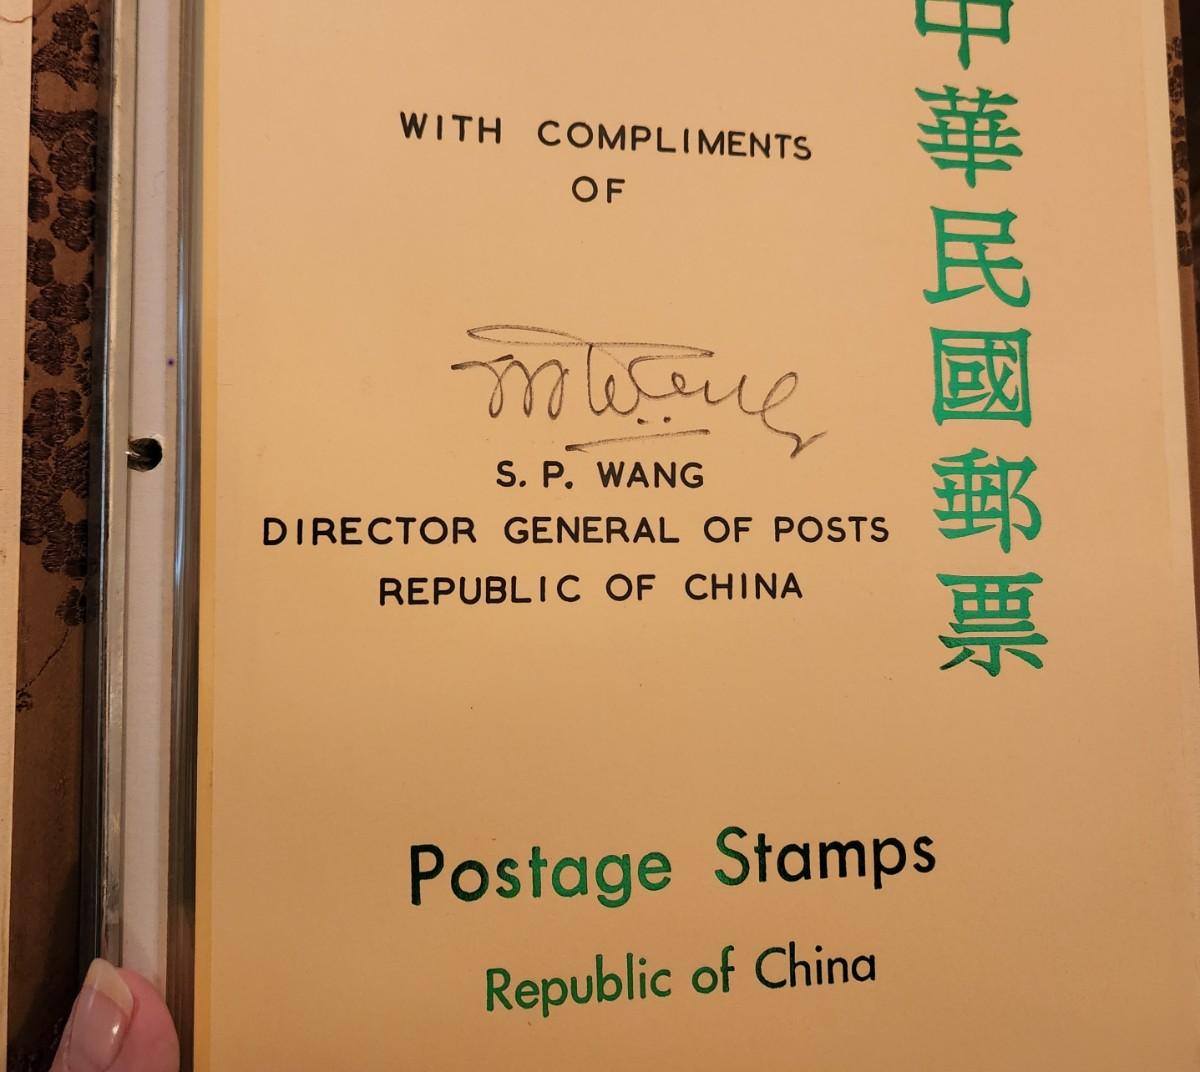 WITH COMPLIMENTS
OF
S. P. WANG
DIRECTOR GENERAL OF POSTS
REPUBLIC OF CHINA
中華民國郵票
Postage Stamps
Republic of China